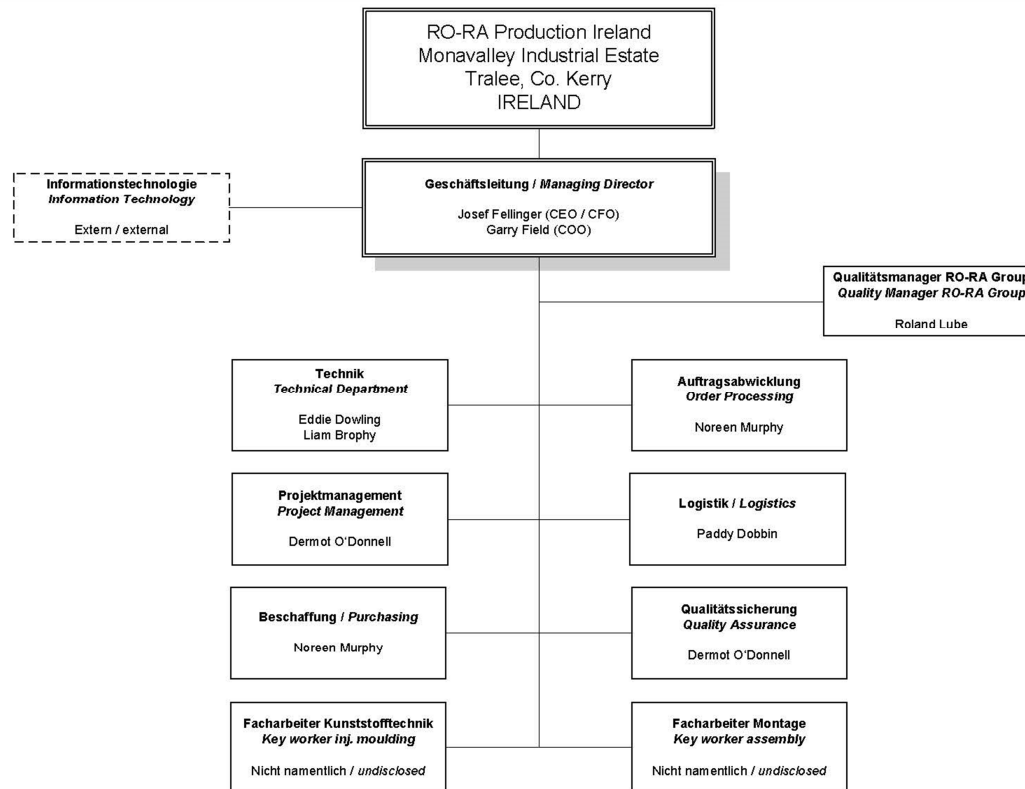 RO-RA Production Ireland
Monavalley Industrial Estate
Tralee, Co. Kerry
IRELAND
Informationstechnologie
Information Technology
Extern / external
Geschäftsleitung / Managing Director
Josef Fellinger (CEO / CFO)
Garry Field (COO)
Qualitätsmanager RO-RA Group
Quality Manager RO-RA Group
Roland Lube
Technik
Technical Department
Eddie Dowling
Liam Brophy
Auftragsabwicklung
Order Processing
Noreen Murphy
Projektmanagement
Project Management
Dermot O'Donnell
Logistik / Logistics
Paddy Dobbin
Beschaffung / Purchasing
Noreen Murphy
Qualitätssicherung
Quality Assurance
Dermot O'Donnell
Facharbeiter Kunststofftechnik
Key worker inj. moulding
Nicht namentlich / undisclosed
Facharbeiter Montage
Key worker assembly
Nicht namentlich / undisclosed